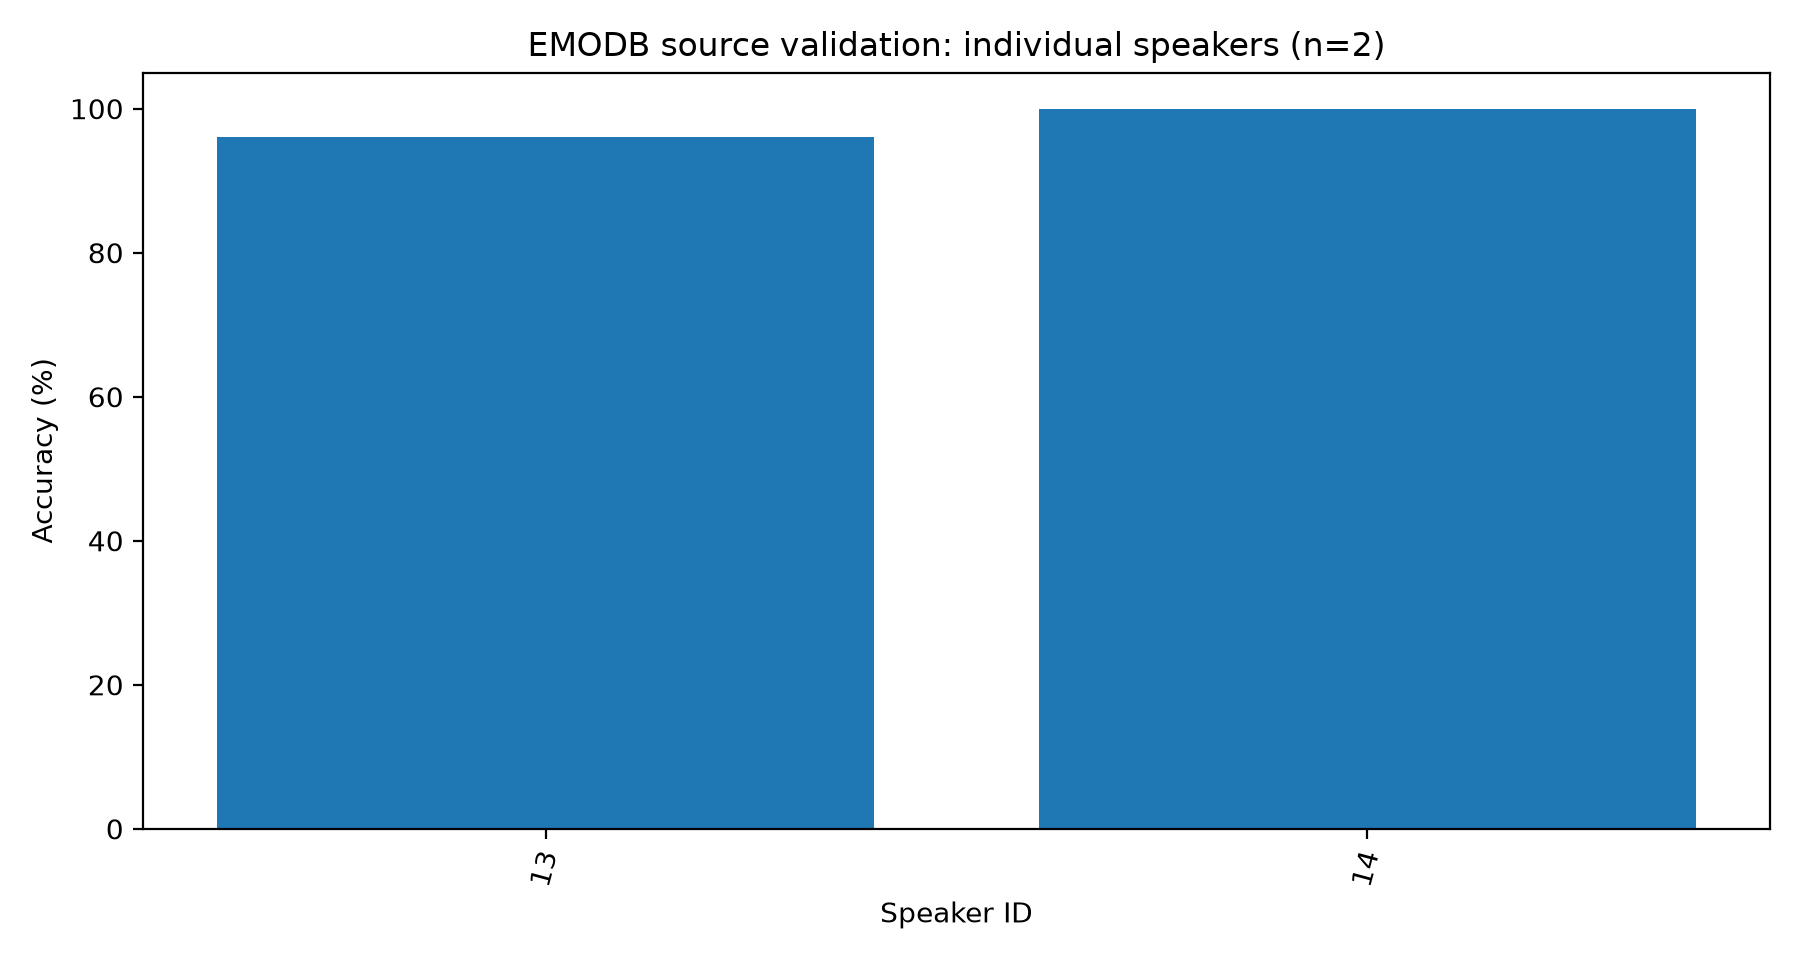 EMODB source validation: individual speakers (n=2)
Accuracy (%)
100
80
60
40
20
0
13
14
Speaker ID